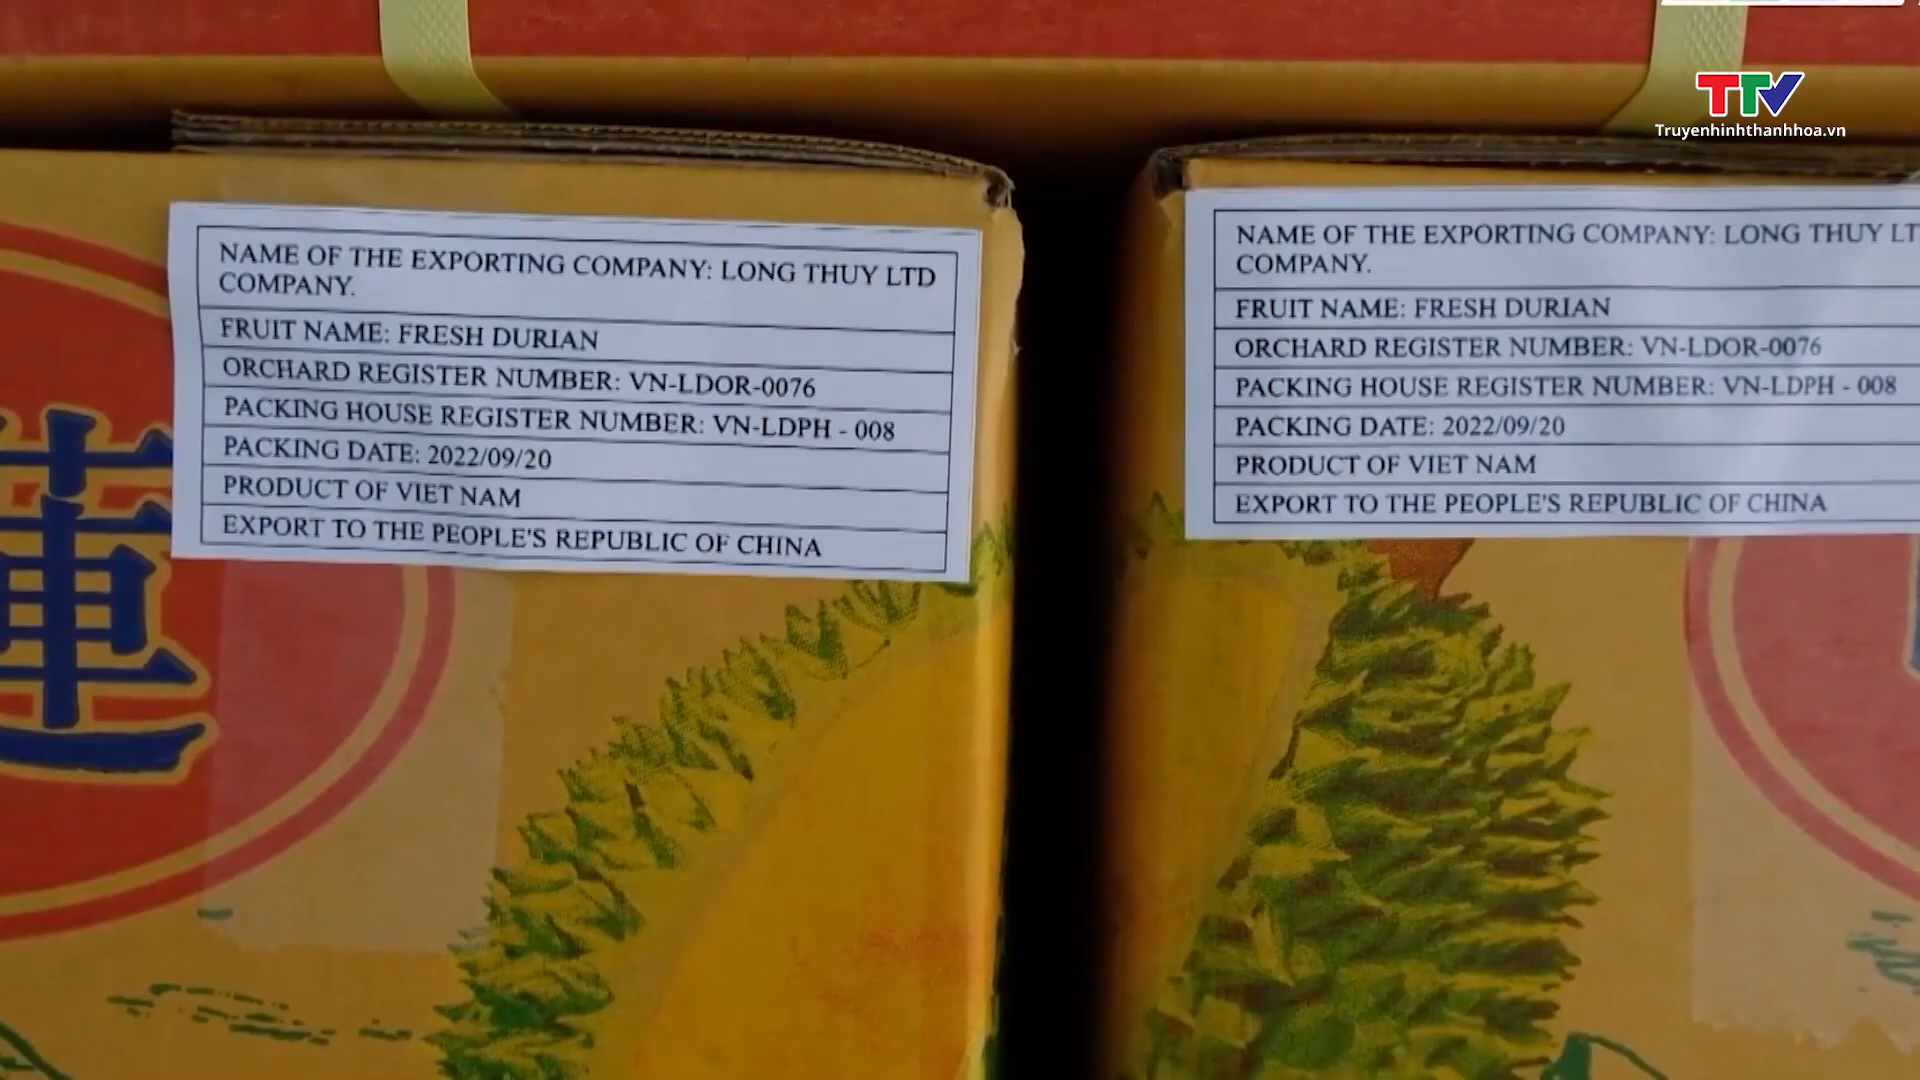 TTV
Truyenhinhthanhhoa.vn
NAME OF THE EXPORTING COMPANY: LONG THUY LTD
COMPANY.
FRUIT NAME: FRESH DURIAN
ORCHARD REGISTER NUMBER: VN-LDOR-0076
PACKING HOUSE REGISTER NUMBER: VN-LDPH - 008
PACKING DATE: 2022/09/20
PRODUCT OF VIET NAM
EXPORT TO THE PEOPLE'S REPUBLIC OF CHINA
NAME OF THE EXPORTING COMPANY: LONG THUY LT
COMPANY.
FRUIT NAME: FRESH DURIAN
ORCHARD REGISTER NUMBER: VN-LDOR-0076
PACKING HOUSE REGISTER NUMBER: VN-LDPH - 008
PACKING DATE: 2022/09/20
PRODUCT OF VIET NAM
EXPORT TO THE PEOPLE'S REPUBLIC OF CHINA